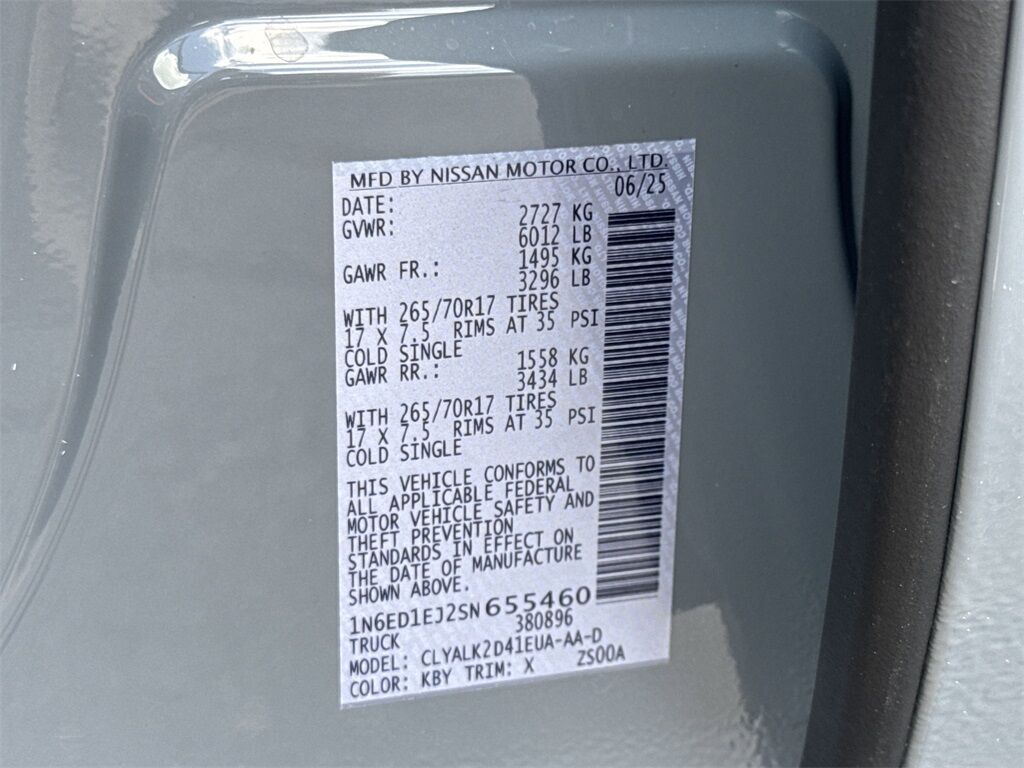 MFD BY NISSAN MOTOR CO., LTD.
DATE: 06/25
GVWR: 2727 KG
6012 LB
GAWR FR.: 1495 KG
3296 LB
WITH 265/70R17 TIRES
17 X 7.5 RIMS AT 35 PSI
COLD SINGLE
GAWR RR.: 1558 KG
3434 LB
WITH 265/70R17 TIRES
17 X 7.5 RIMS AT 35 PSI
COLD SINGLE
THIS VEHICLE CONFORMS TO
ALL APPLICABLE FEDERAL
MOTOR VEHICLE SAFETY AND
THEFT PREVENTION
STANDARDS IN EFFECT ON
THE DATE OF MANUFACTURE
SHOWN ABOVE.
1N6ED1EJ2SN655460
380896
TRUCK
MODEL: CLYALK2D41EUA-AA-D
COLOR: KBY TRIM: X ZS00A